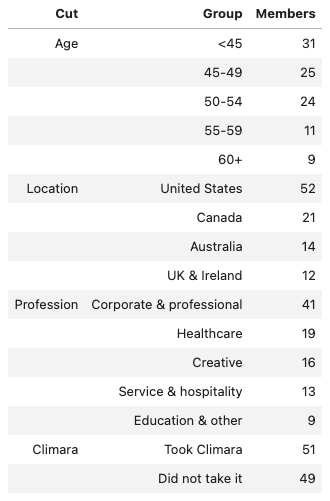 Cut Group Members
Age <45 31
45-49 25
50-54 24
55-59 11
60+ 9
Location United States 52
Canada 21
Australia 14
UK & Ireland 12
Profession Corporate & professional 41
Healthcare 19
Creative 16
Service & hospitality 13
Education & other 9
Climara Took Climara 51
Did not take it 49